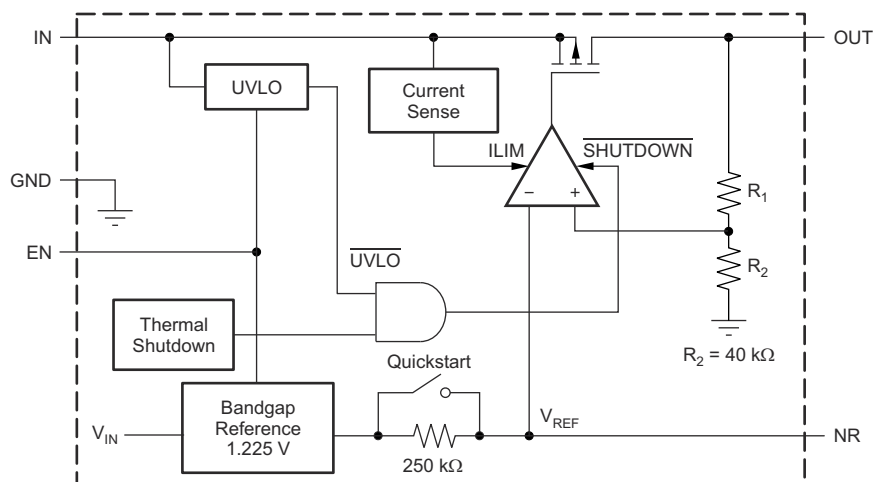 IN
OUT
UVLO
Current
Sense
ILIM
SHUTDOWN
GND
− +
R1
EN
UVLO
R2
Thermal
Shutdown
R2 = 40 kΩ
Quickstart
Bandgap
Reference
1.225 V
VIN
VREF
NR
250 kΩ